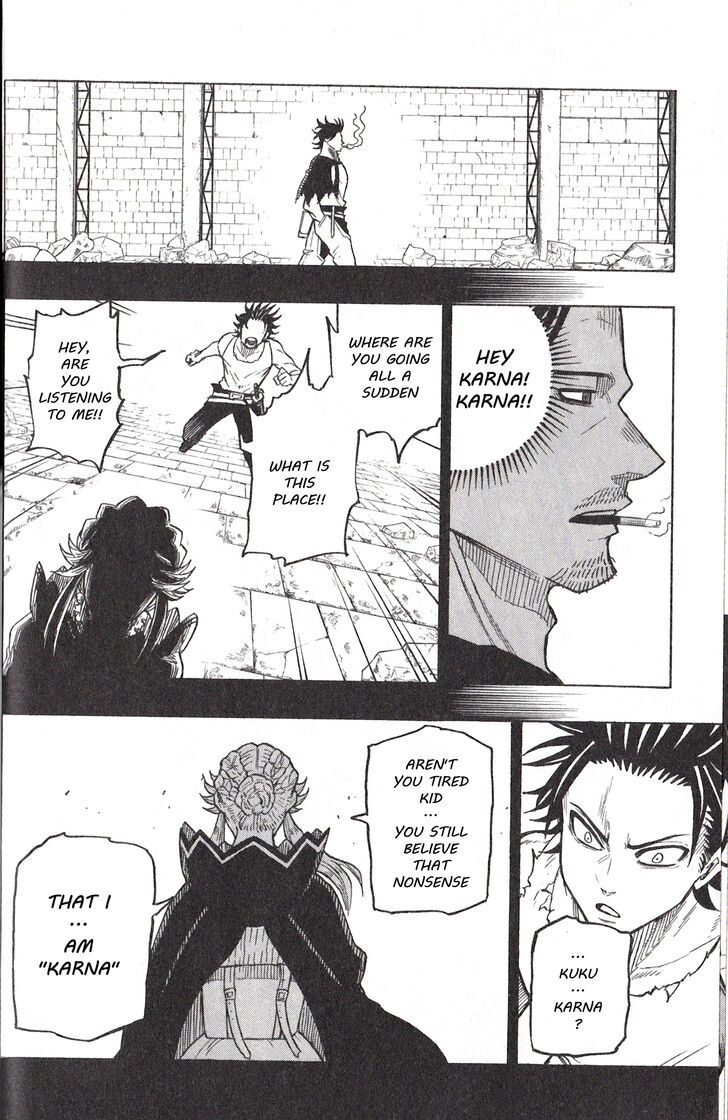 HEY
KARNA!
KARNA!!
WHERE ARE
YOU GOING
ALL A
SUDDEN
WHAT IS
THIS
PLACE!!
HEY,
ARE
YOU
LISTENING
TO ME!!
...
KUKU
...
KARNA
?
AREN'T
YOU TIRED
KID
...
YOU STILL
BELIEVE
THAT
NONSENSE
THAT I
...
AM
"KARNA"